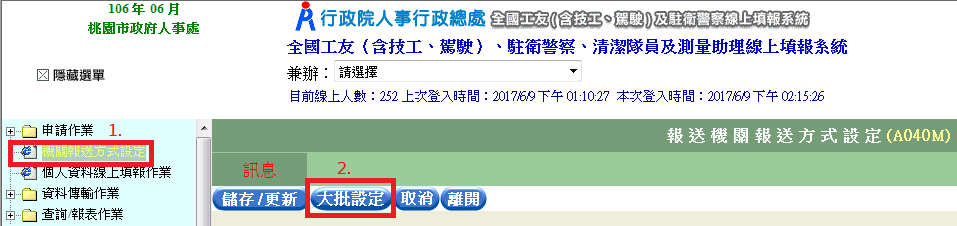 106 年 06 月
桃園市政府人事處
行政院人事行政總處 全國工友(含技工、駕駛)及駐衛警察線上填報系統
全國工友（含技工、駕駛）、駐衛警察、清潔隊員及測量助理線上填報系統
隱藏選單
兼辦：請選擇
目前線上人數：252 上次登入時間：2017/6/9 下午 01:10:27 本次登入時間：2017/6/9 下午 02:15:26
申請作業 1.
機關報送方式設定
個人資料線上填報作業
資料傳輸作業
查詢/報表作業
報送機關報送方式設定(A040M)
訊息 2.
儲存/更新 大批設定 取消 離開